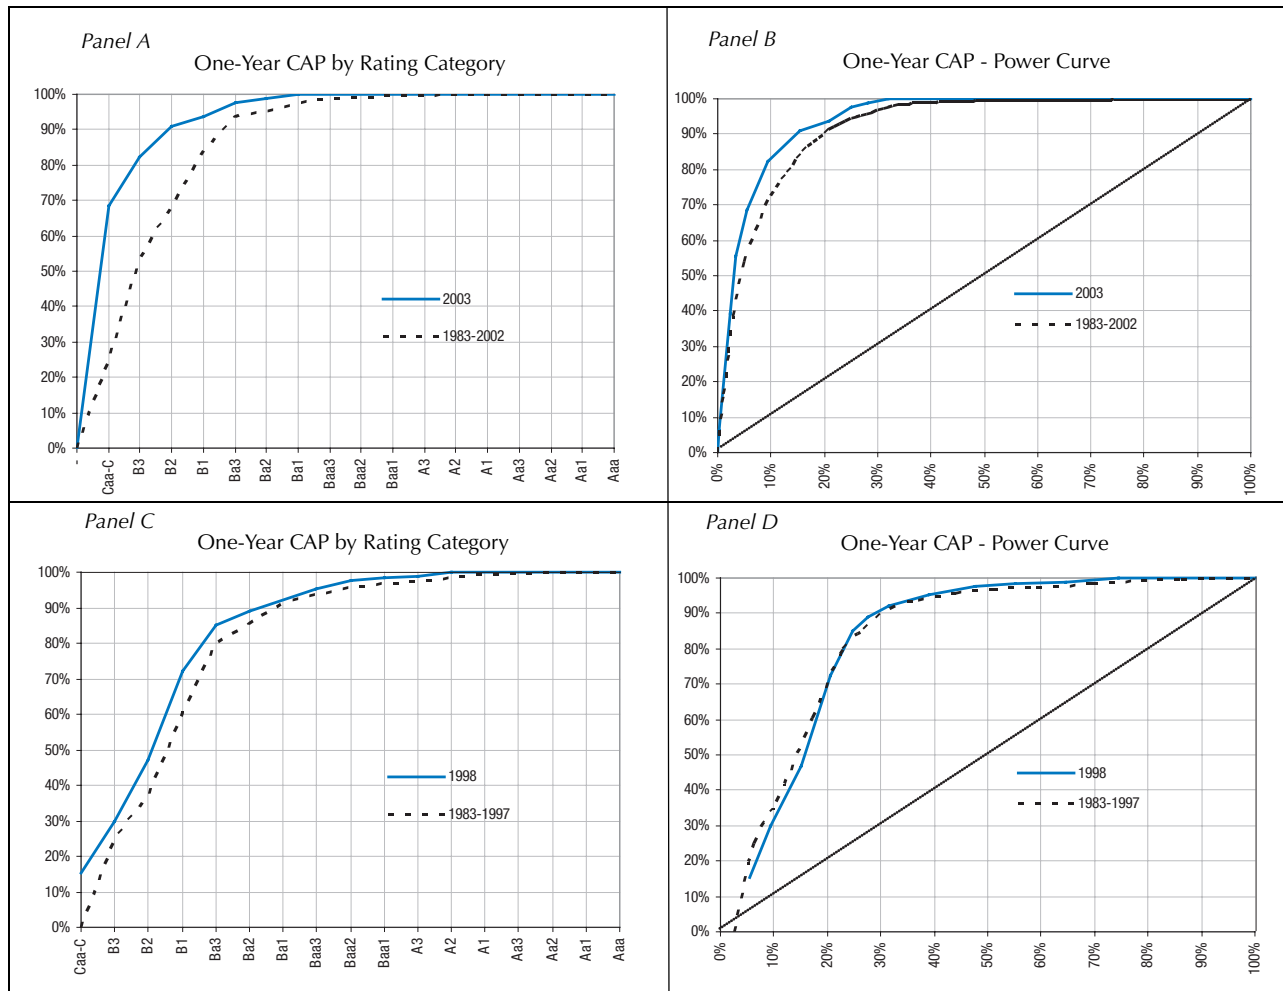 Panel A
One-Year CAP by Rating Category
100%
90%
80%
70%
60%
50%
40%
30%
20%
10%
0%
2003
1983-2002
-
Caa-C
B3
B2
B1
Ba3
Ba2
Ba1
Baa3
Baa2
Baa1
A3
A2
A1
Aa3
Aa2
Aa1
Aaa
Panel B
One-Year CAP - Power Curve
100%
90%
80%
70%
60%
50%
40%
30%
20%
10%
0%
2003
1983-2002
0%
10%
20%
30%
40%
50%
60%
70%
80%
90%
100%
Panel C
One-Year CAP by Rating Category
100%
90%
80%
70%
60%
50%
40%
30%
20%
10%
0%
1998
1983-1997
Caa-C
B3
B2
B1
Ba3
Ba2
Ba1
Baa3
Baa2
Baa1
A3
A2
A1
Aa3
Aa2
Aa1
Aaa
Panel D
One-Year CAP - Power Curve
100%
90%
80%
70%
60%
50%
40%
30%
20%
10%
0%
1998
1983-1997
0%
10%
20%
30%
40%
50%
60%
70%
80%
90%
100%